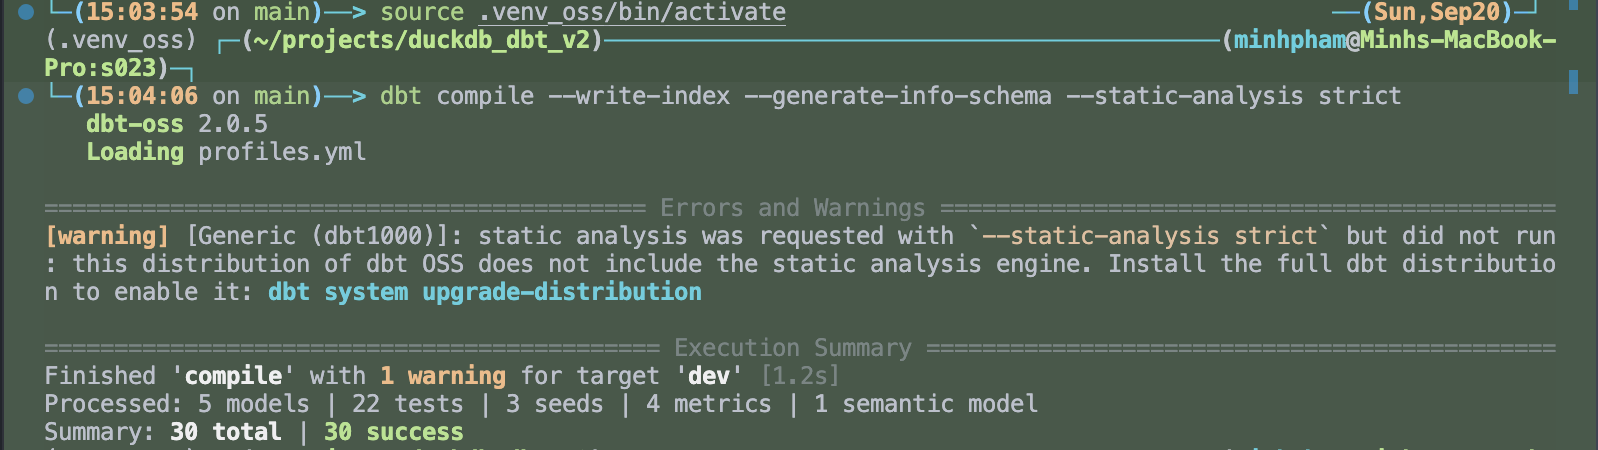 (15:03:54 on main)──> source .venv_oss/bin/activate ──(Sun,Sep20)─┘
(.venv_oss) ┌─(~/projects/duckdb_dbt_v2)────────────(minhpham@Minhs-MacBook-
Pro:s023)─┐
└─(15:04:06 on main)──> dbt compile --write-index --generate-info-schema --static-analysis strict
dbt-oss 2.0.5
Loading profiles.yml
=========================================== Errors and Warnings ============================================
[warning] [Generic (dbt1000)]: static analysis was requested with `--static-analysis strict` but did not run
: this distribution of dbt OSS does not include the static analysis engine. Install the full dbt distributio
n to enable it: dbt system upgrade-distribution
============================================ Execution Summary =============================================
Finished 'compile' with 1 warning for target 'dev' [1.2s]
Processed: 5 models | 22 tests | 3 seeds | 4 metrics | 1 semantic model
Summary: 30 total | 30 success